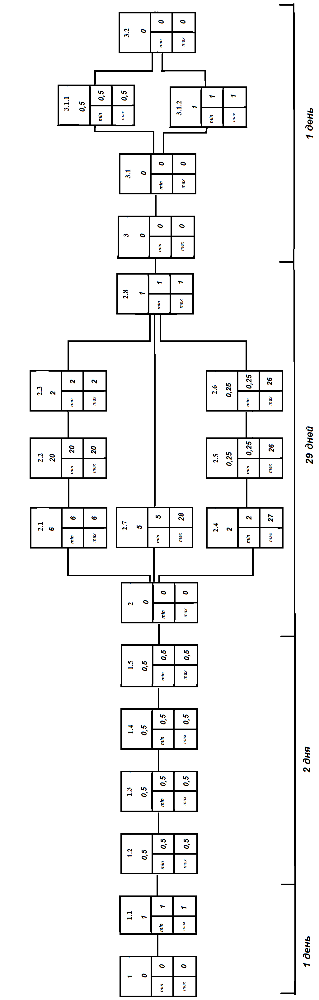 1
0
min 0
max 0
1.1
1
min 1
max 1
1.2
0,5
min 0,5
max 0,5
1.3
0,5
min 0,5
max 0,5
1.4
0,5
min 0,5
max 0,5
1.5
0,5
min 0,5
max 0,5
2
0
min 0
max 0
2.1
6
min 6
max 6
2.2
20
min 20
max 20
2.3
2
min 2
max 2
2.7
5
min 5
max 28
2.4
2
min 2
max 27
2.5
0,25
min 0,25
max 26
2.6
0,25
min 0,25
max 26
2.8
1
min 1
max 1
3
0
min 0
max 0
3.1
0
min 0
max 0
3.1.1
0,5
min 0,5
max 0,5
3.1.2
1
min 1
max 1
3.2
0
min 0
max 0
1 день
2 дня
29 дней
1 день